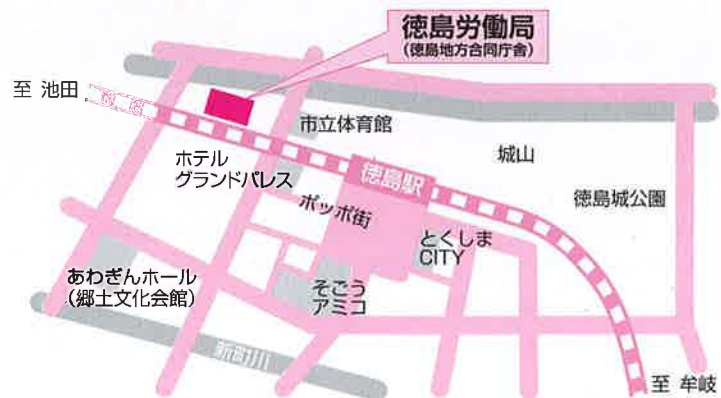 徳島労働局
(徳島地方合同庁舎)
至 池田
市立体育館
城山
ホテル
グランドパレス
徳島駅
徳島城公園
ポッポ街
とくしま
CITY
あわぎんホール
(郷土文化会館)
そごう
アミコ
新町川
至 牟岐